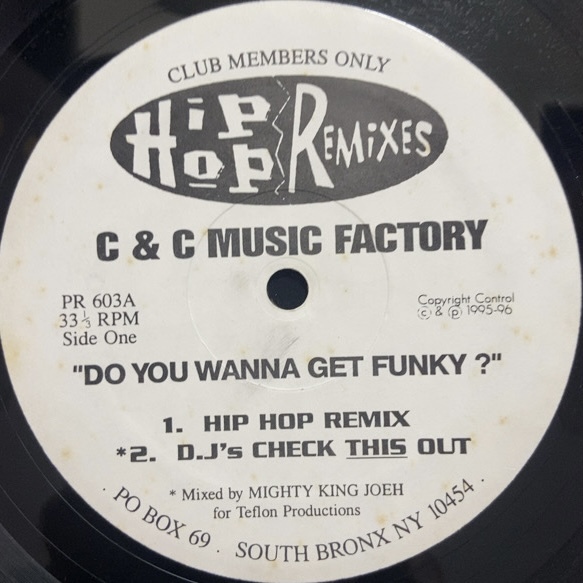 CLUB MEMBERS ONLY
HiP HoP REMiXES
C & C MUSIC FACTORY
PR 603A
33⅓ RPM
Side One
Copyright Control
© & ℗ 1995-96
"DO YOU WANNA GET FUNKY ?"
1. HIP HOP REMIX
*2. D.J's CHECK THIS OUT
* Mixed by MIGHTY KING JOEH
for Teflon Productions
· PO BOX 69 · SOUTH BRONX NY 10454 ·